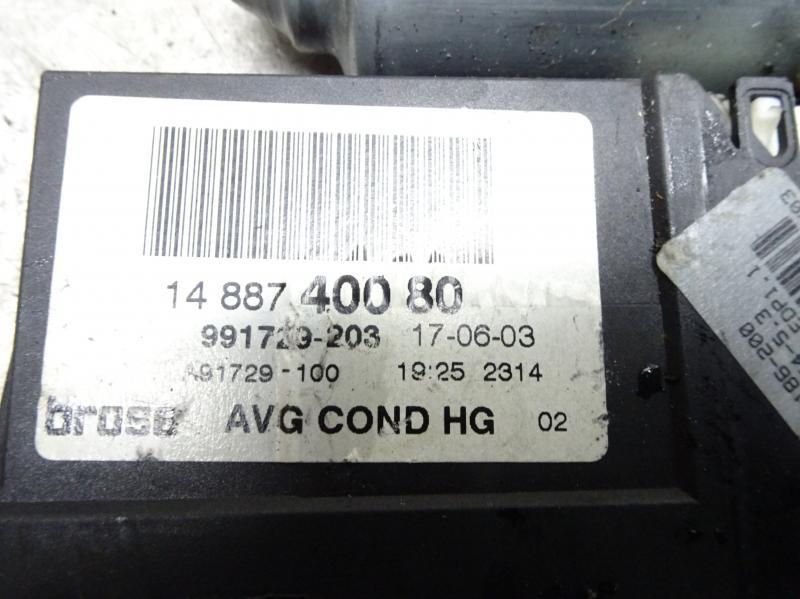 14 887 400 80
991729-203 17-06-03
A91729-100 19:25 2314
brose AVG COND HG 02